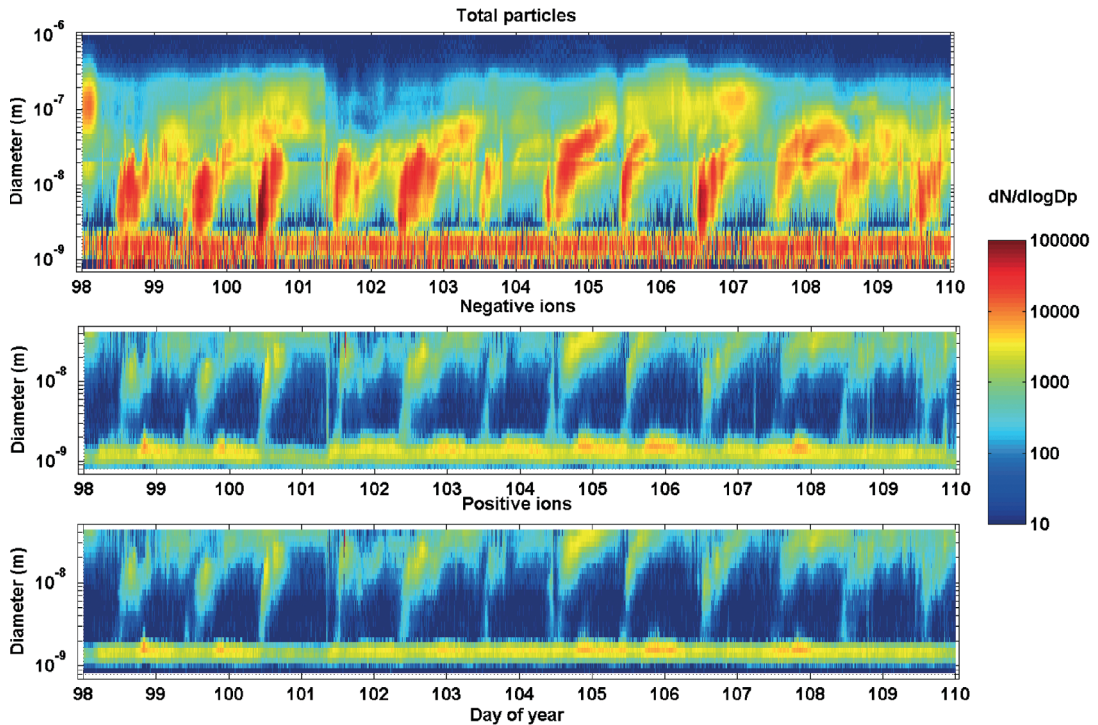 Total particles
10^-6
10^-7
10^-8
10^-9
Diameter (m)
98 99 100 101 102 103 104 105 106 107 108 109 110
Negative ions
10^-8
10^-9
Diameter (m)
98 99 100 101 102 103 104 105 106 107 108 109 110
Positive ions
10^-8
10^-9
Diameter (m)
98 99 100 101 102 103 104 105 106 107 108 109 110
Day of year
dN/dlogDp
100000
10000
1000
100
10